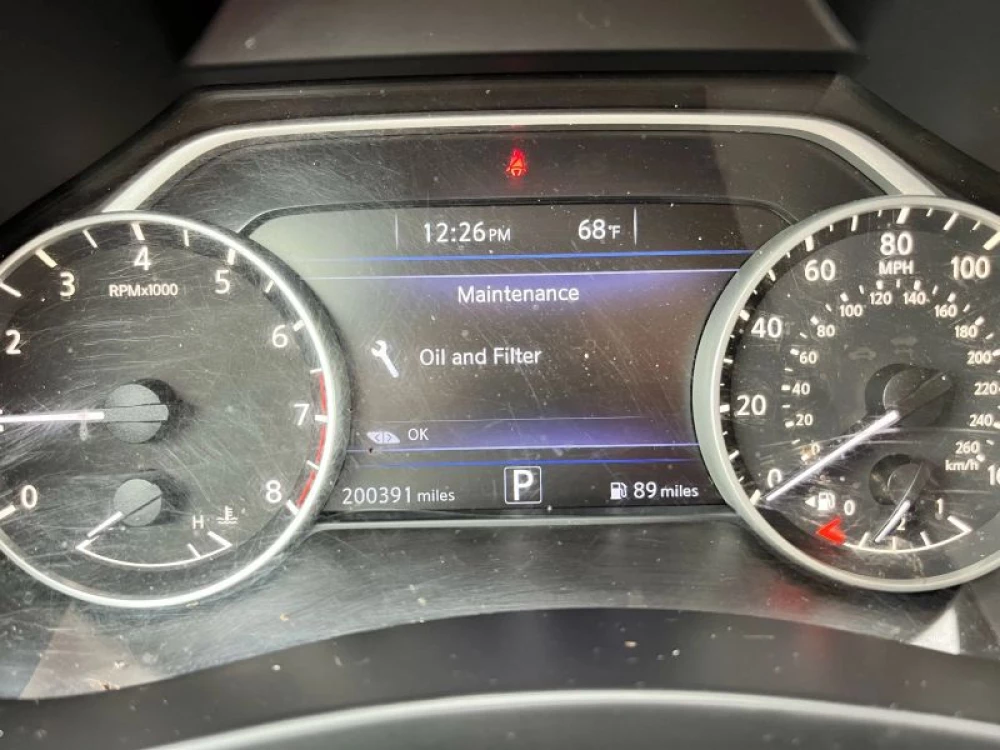 12:26PM 68°F
Maintenance
Oil and Filter
OK
200391 miles P 89 miles
RPMx1000
0 2 3 4 5 6 7 8
H
MPH
0 20 40 60 80 100
0 20 40 60 80 100 120 140 160 180 200 220 240 260
km/h
0 1